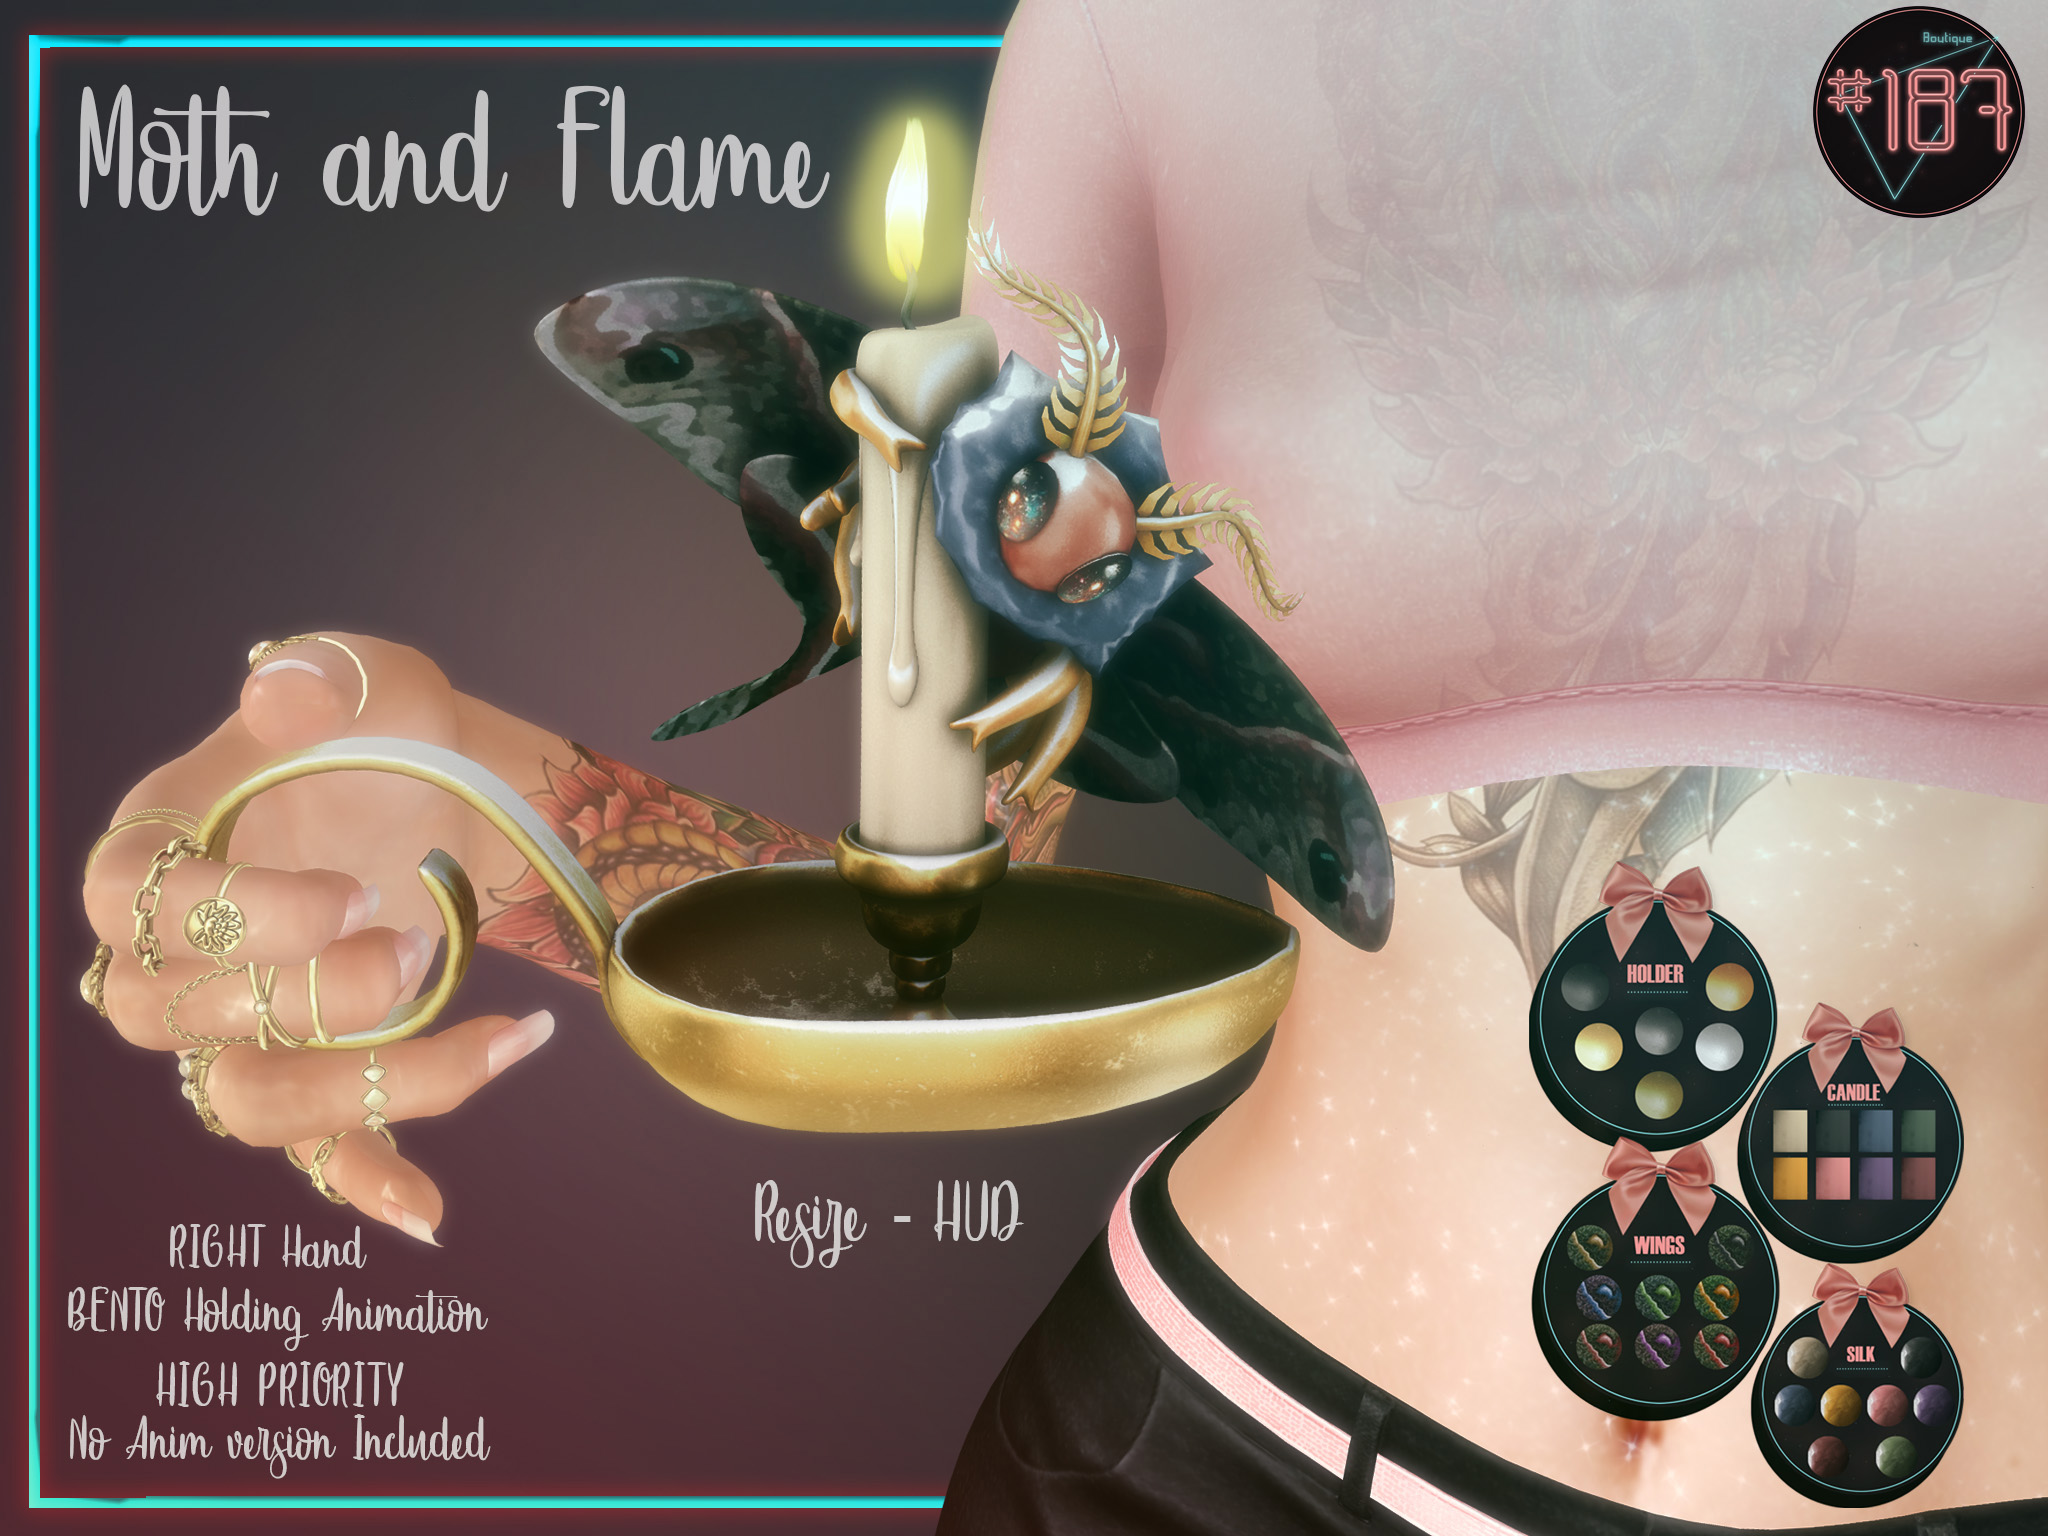 Moth and Flame
Boutique
#187
HOLDER
CANDLE
WINGS
SILK
Resize - HUD
RIGHT Hand
BENTO Holding Animation
HIGH PRIORITY
No Anim version Included